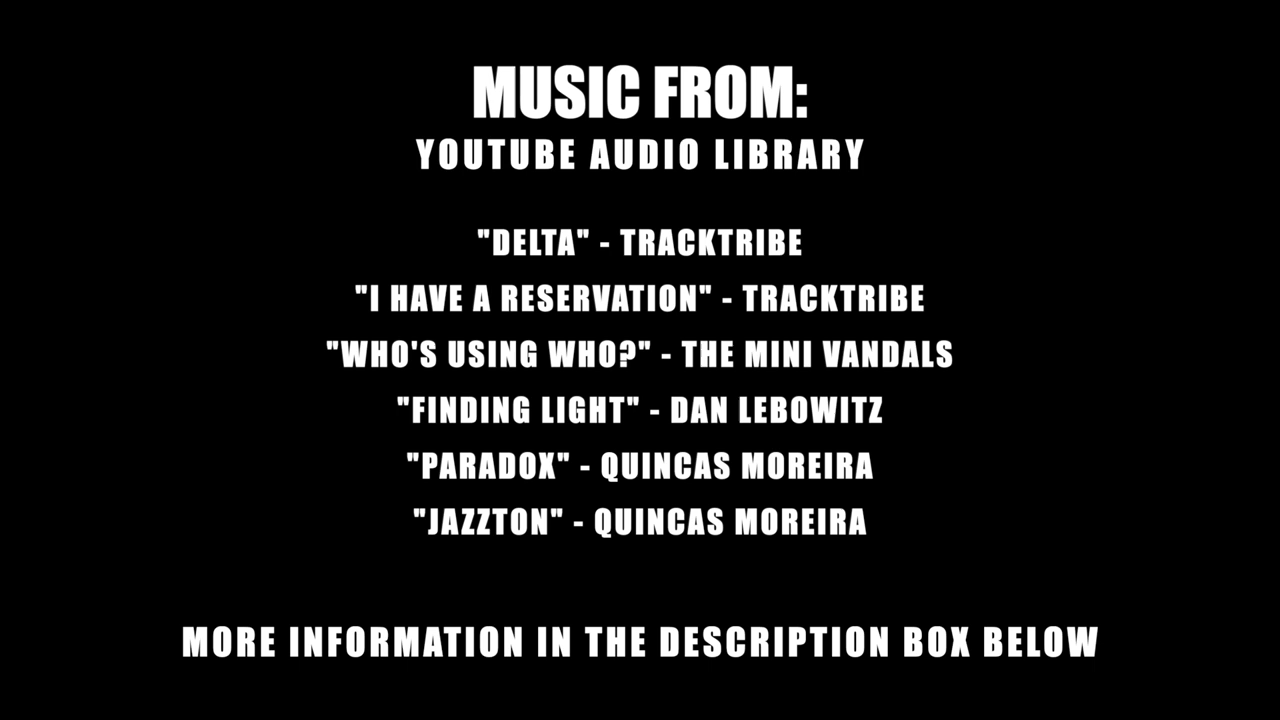 MUSIC FROM:
YOUTUBE AUDIO LIBRARY
"DELTA" - TRACKTRIBE
"I HAVE A RESERVATION" - TRACKTRIBE
"WHO'S USING WHO?" - THE MINI VANDALS
"FINDING LIGHT" - DAN LEBOWITZ
"PARADOX" - QUINCAS MOREIRA
"JAZZTON" - QUINCAS MOREIRA
MORE INFORMATION IN THE DESCRIPTION BOX BELOW